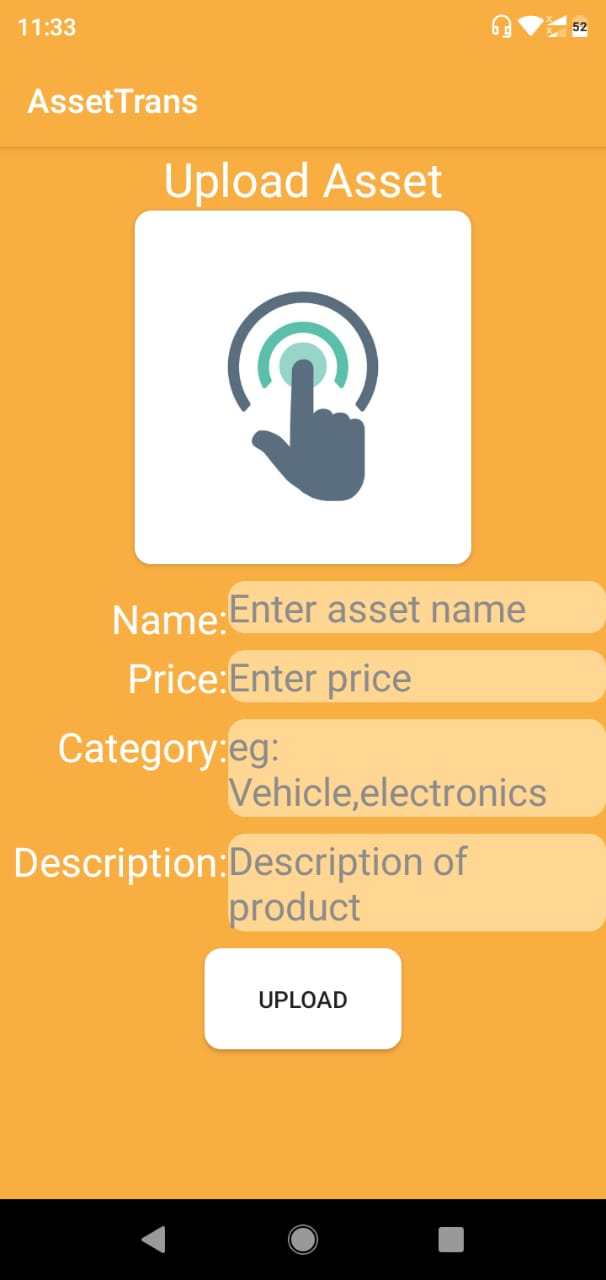 11:33
52
AssetTrans
Upload Asset
Name:Enter asset name
Price:Enter price
Category:eg:
Vehicle,electronics
Description:Description of
product
UPLOAD